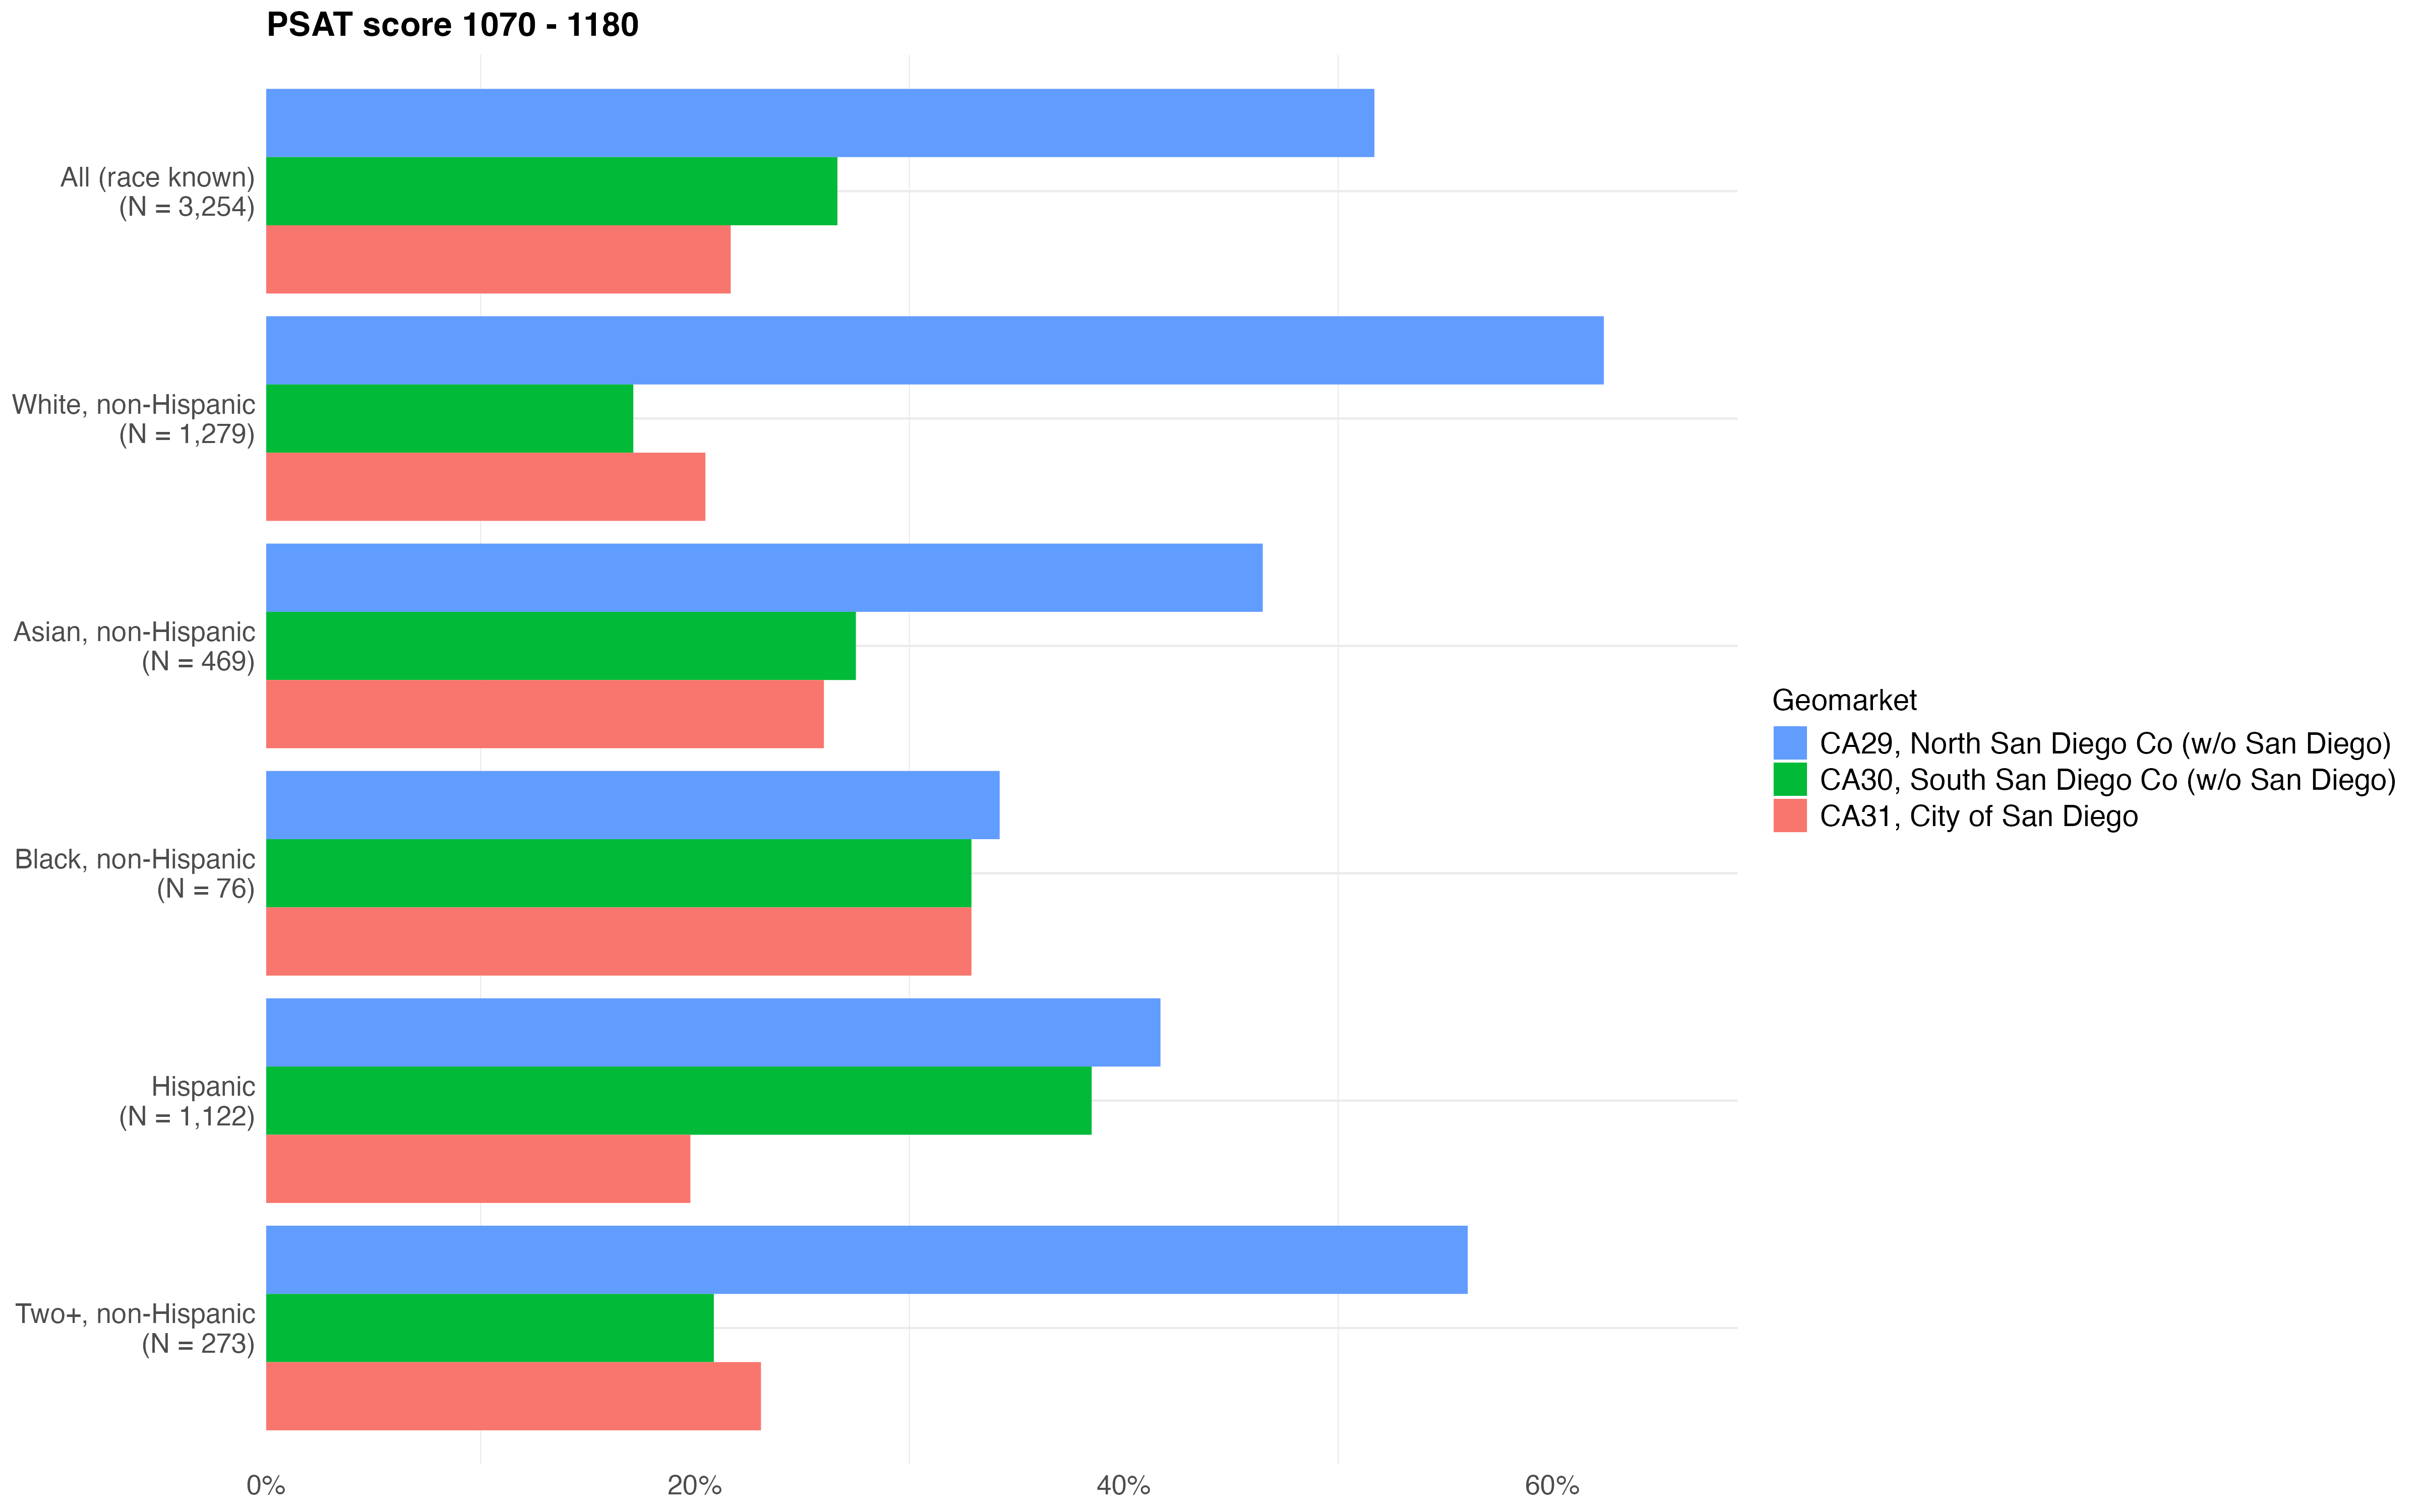 PSAT score 1070 - 1180
All (race known)
(N = 3,254)
White, non-Hispanic
(N = 1,279)
Asian, non-Hispanic
(N = 469)
Black, non-Hispanic
(N = 76)
Hispanic
(N = 1,122)
Two+, non-Hispanic
(N = 273)
0%
20%
40%
60%
Geomarket
CA29, North San Diego Co (w/o San Diego)
CA30, South San Diego Co (w/o San Diego)
CA31, City of San Diego